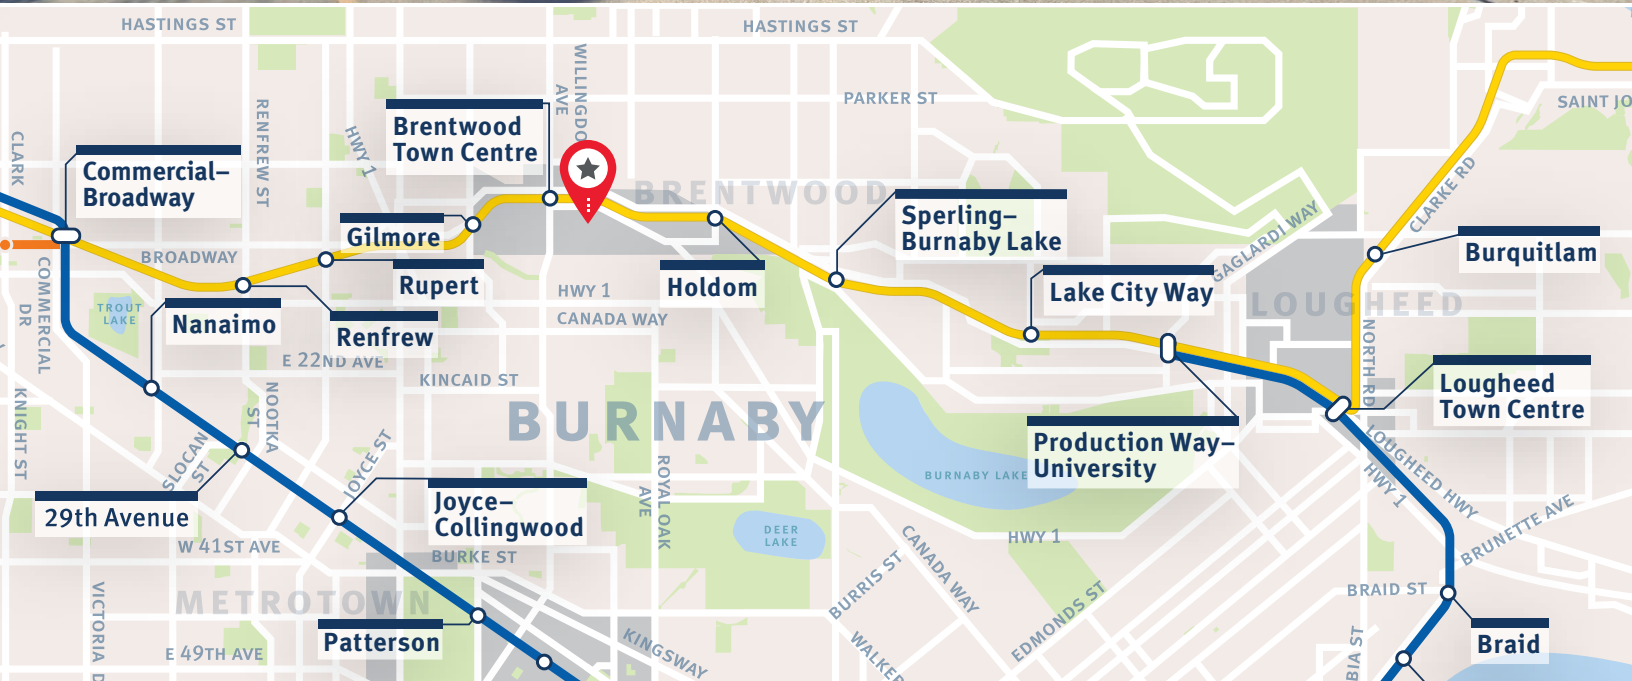 HASTINGS ST
HASTINGS ST
WILLINGDO
AVE
PARKER ST
SAINT JO
CLARK
RENFREW ST
HWY 1
Brentwood
Town Centre
Commercial–
Broadway
BRENTWOOD
Sperling–
Burnaby Lake
CLARKE RD
GAGLARDI WAY
Burquitlam
Gilmore
BROADWAY
Rupert
Holdom
Lake City Way
LOUGHEED
COMMERCIAL
DR
TROUT
LAKE
HWY 1
CANADA WAY
Nanaimo
Renfrew
E 22ND AVE
NORTH RD
KINCAID ST
KNIGHT ST
NOOTKA
ST
BURNABY
Lougheed
Town Centre
Production Way–
University
SLOCAN
ST
JOYCE ST
BURNABY LAKE
LOUGHEED HWY
HWY 1
29th Avenue
Joyce–
Collingwood
ROYAL OAK
AVE
DEER
LAKE
HWY 1
CANADA WAY
BRUNETTE AVE
W 41ST AVE
BURKE ST
BURRIS ST
EDMONDS ST
BRAID ST
METROTOWN
VICTORIA D
Patterson
KINGSWAY
WALKER
Braid
E 49TH AVE
BIA ST